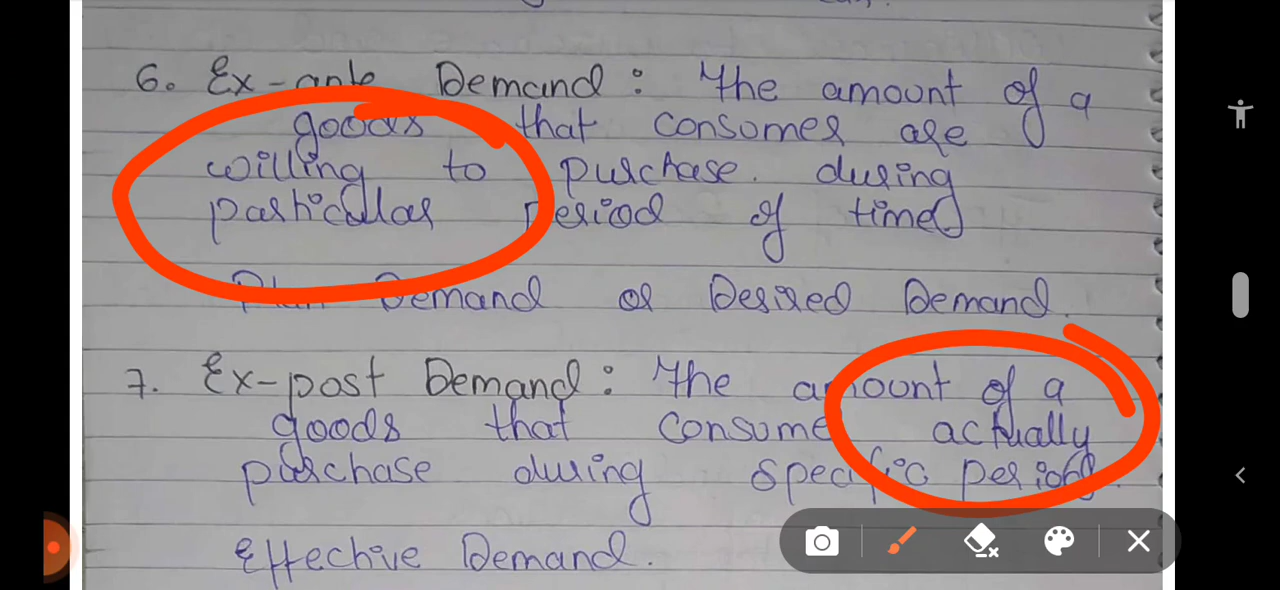 6. Ex-ante Demand: The amount of a
goods that consumes are
willing to purchase. during
particular period of time
Plan Demand or Desired Demand.
7. Ex-post Demand: The amount of a
goods that consume actually
purchase during specific period.
Effective Demand.